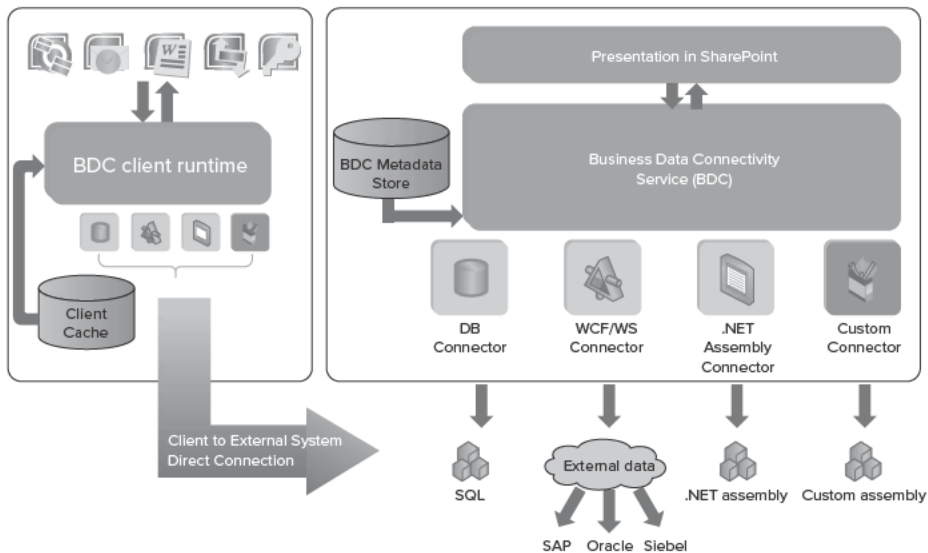 BDC client runtime
Client
Cache
Client to External System
Direct Connection
Presentation in SharePoint
BDC Metadata
Store
Business Data Connectivity
Service (BDC)
DB
Connector
WCF/WS
Connector
.NET
Assembly
Connector
Custom
Connector
SQL
External data
.NET assembly
Custom assembly
SAP
Oracle
Siebel
W